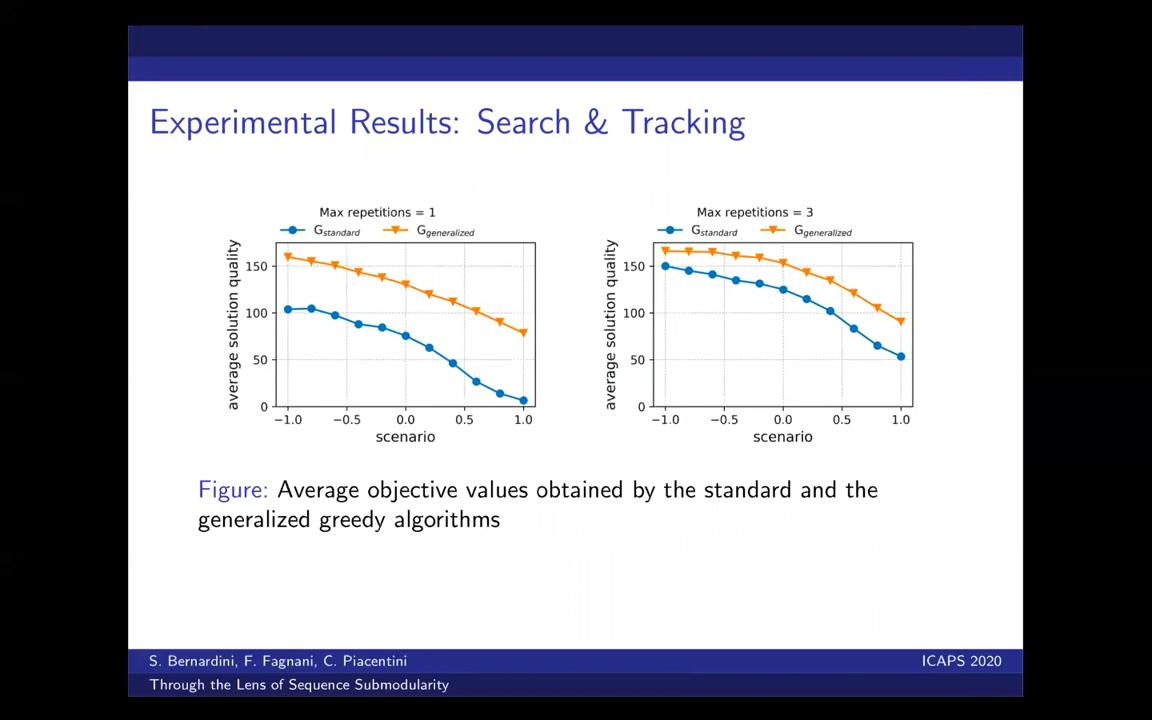 Experimental Results: Search & Tracking
Max repetitions = 1
G_standard G_generalized
average solution quality
150
100
50
0
−1.0 −0.5 0.0 0.5 1.0
scenario
Max repetitions = 3
G_standard G_generalized
average solution quality
150
100
50
0
−1.0 −0.5 0.0 0.5 1.0
scenario
Figure: Average objective values obtained by the standard and the
generalized greedy algorithms
S. Bernardini, F. Fagnani, C. Piacentini ICAPS 2020
Through the Lens of Sequence Submodularity